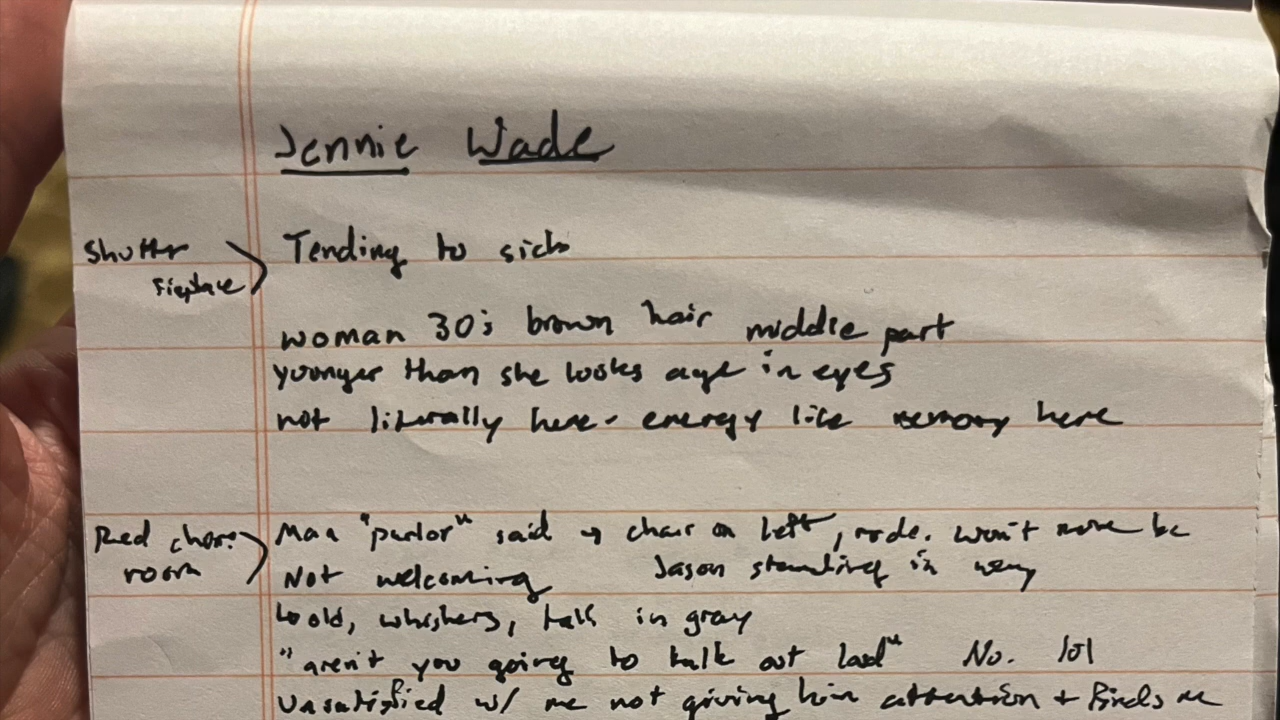 Jennie Wade
Shutter
Fireplace
Tending to sick
woman 30's brown hair middle part
younger than she looks age in eyes
not literally here - energy like memory here
Red chair
room
Man "parlor" said → chair on left, rude. won't move bc
Not welcoming Jason standing in way
old, whiskers, tall in gray
"aren't you going to talk out loud" No. lol
Unsatisfied w/ me not giving him attention + finds me